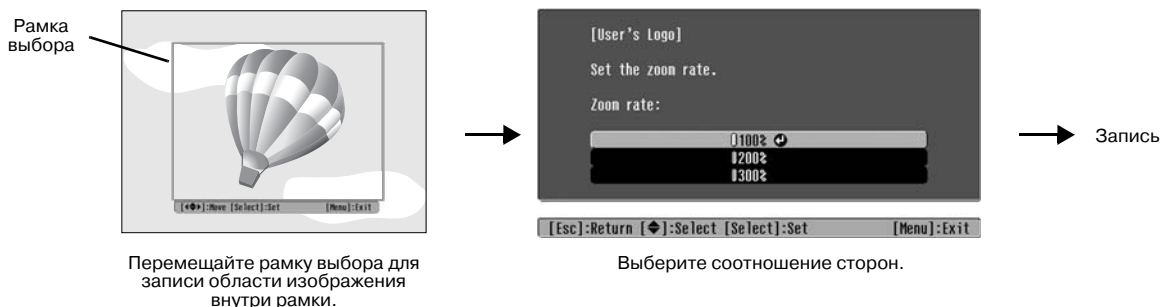 Рамка
выбора
[◄◆►]:Move [Select]:Set [Menu]:Exit
Перемещайте рамку выбора для
записи области изображения
внутри рамки.
[User's Logo]
Set the zoom rate.
Zoom rate:
100%
200%
300%
[Esc]:Return [◆]:Select [Select]:Set [Menu]:Exit
Выберите соотношение сторон.
Запись